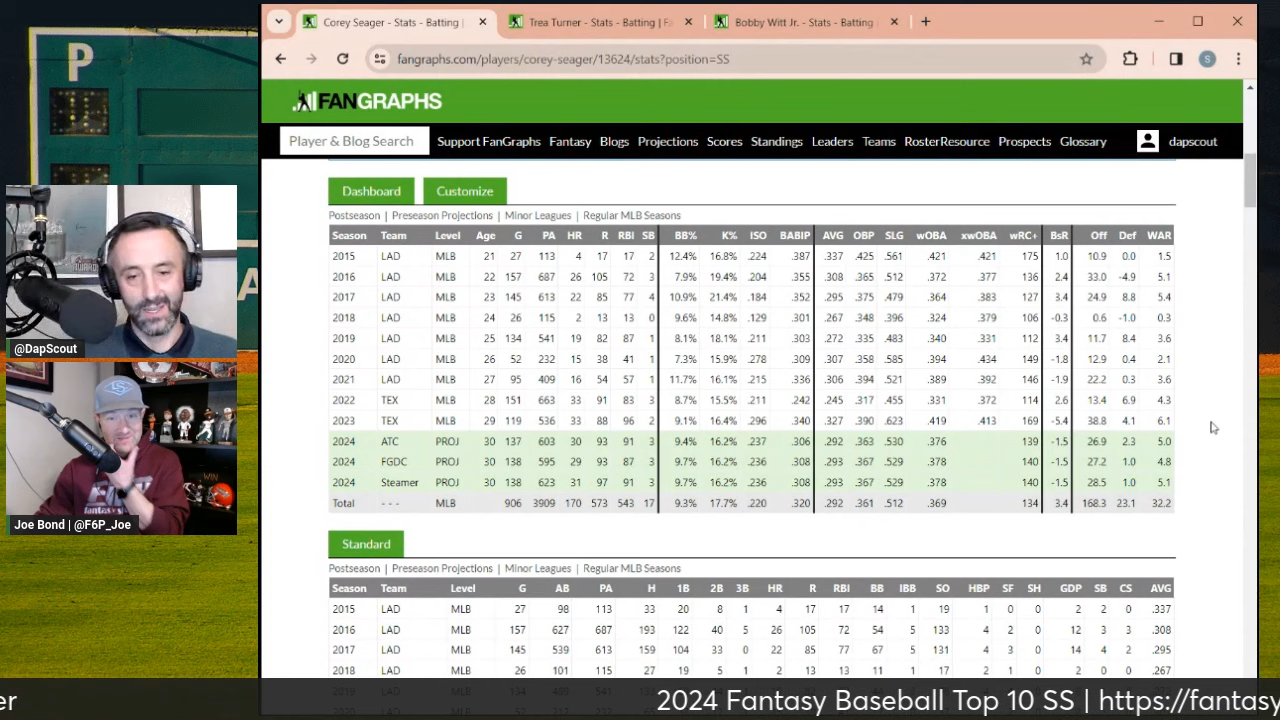 P
A
WIN
@DapScout
Joe Bond | @F6P_Joe
Corey Seager - Stats - Batting |
Trea Turner - Stats - Batting | Fa
Bobby Witt Jr. - Stats - Batting
fangraphs.com/players/corey-seager/13624/stats?position=SS
S
FANGRAPHS
Player & Blog Search Support FanGraphs Fantasy Blogs Projections Scores Standings Leaders Teams RosterResource Prospects Glossary dapscout
Dashboard Customize
Postseason | Preseason Projections | Minor Leagues | Regular MLB Seasons
Season Team Level Age G PA HR R RBI SB BB% K% ISO BABIP AVG OBP SLG wOBA xwOBA wRC+ BsR Off Def WAR
2015 LAD MLB 21 27 113 4 17 17 2 12.4% 16.8% .224 .387 .337 .425 .561 .421 .421 175 1.0 10.9 0.0 1.5
2016 LAD MLB 22 157 687 26 105 72 3 7.9% 19.4% .204 .355 .308 .365 .512 .372 .377 136 2.4 33.0 -4.9 5.1
2017 LAD MLB 23 145 613 22 85 77 4 10.9% 21.4% .184 .352 .295 .375 .479 .364 .383 127 3.4 24.9 8.8 5.4
2018 LAD MLB 24 26 115 2 13 13 0 9.6% 14.8% .129 .301 .267 .348 .396 .324 .379 106 -0.3 0.6 -1.0 0.3
2019 LAD MLB 25 134 541 19 82 87 1 8.1% 18.1% .211 .303 .272 .335 .483 .340 .331 112 3.4 11.7 8.4 3.6
2020 LAD MLB 26 52 232 15 38 41 1 7.3% 15.9% .278 .309 .307 .358 .585 .394 .434 149 -1.8 12.9 0.4 2.1
2021 LAD MLB 27 95 409 16 54 57 1 11.7% 16.1% .215 .336 .306 .394 .521 .389 .392 146 -1.9 22.2 0.3 3.6
2022 TEX MLB 28 151 663 33 91 83 3 8.7% 15.5% .211 .242 .245 .317 .455 .331 .372 114 2.6 13.4 6.9 4.3
2023 TEX MLB 29 119 536 33 88 96 2 9.1% 16.4% .296 .340 .327 .390 .623 .419 .413 169 -5.4 38.8 4.1 6.1
2024 ATC PROJ 30 137 603 30 93 91 3 9.4% 16.2% .237 .306 .292 .363 .530 .376 139 -1.5 26.9 2.3 5.0
2024 FGDC PROJ 30 138 595 29 93 87 3 9.7% 16.2% .236 .308 .293 .367 .529 .378 140 -1.5 27.2 1.0 4.8
2024 Steamer PROJ 30 138 623 31 97 91 3 9.7% 16.2% .236 .308 .293 .367 .529 .378 140 -1.5 28.5 1.0 5.1
Total - - - MLB 906 3909 170 573 543 17 9.3% 17.7% .220 .320 .292 .361 .512 .369 134 3.4 168.3 23.1 32.2
Standard
Postseason | Preseason Projections | Minor Leagues | Regular MLB Seasons
Season Team Level G AB PA H 1B 2B 3B HR R RBI BB IBB SO HBP SF SH GDP SB CS AVG
2015 LAD MLB 27 98 113 33 20 8 1 4 17 17 14 1 19 1 0 0 2 2 0 .337
2016 LAD MLB 157 627 687 193 122 40 5 26 105 72 54 5 133 4 2 0 12 3 3 .308
2017 LAD MLB 145 539 613 159 104 33 0 22 85 77 67 5 131 4 3 0 14 4 2 .295
2018 LAD MLB 26 101 115 27 19 5 1 2 13 13 11 1 17 2 1 0 2 0 0 .267
er 2024 Fantasy Baseball Top 10 SS | https://fantasy